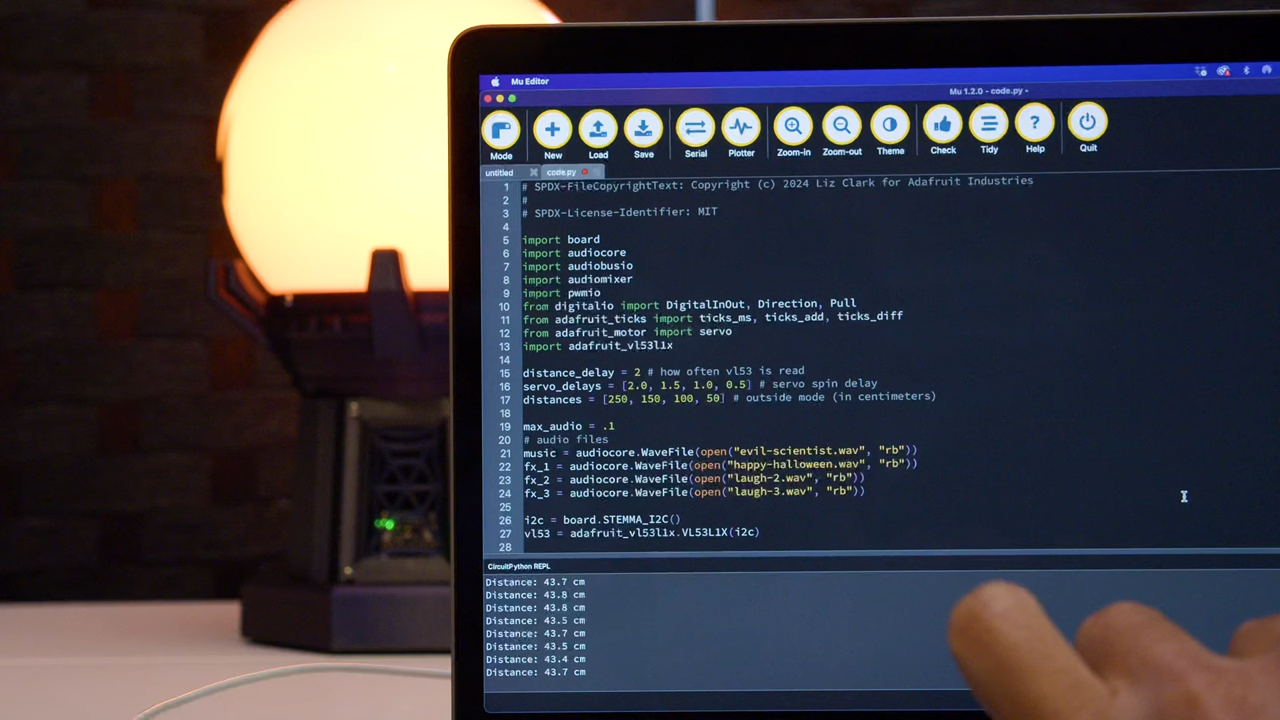 Mu Editor
Mu 1.2.0 - code.py -
Mode New Load Save Serial Plotter Zoom-in Zoom-out Theme Check Tidy Help Quit
untitled code.py
1 # SPDX-FileCopyrightText: Copyright (c) 2024 Liz Clark for Adafruit Industries
2 #
3 # SPDX-License-Identifier: MIT
4
5 import board
6 import audiocore
7 import audiobusio
8 import audiomixer
9 import pwmio
10 from digitalio import DigitalInOut, Direction, Pull
11 from adafruit_ticks import ticks_ms, ticks_add, ticks_diff
12 from adafruit_motor import servo
13 import adafruit_vl53l1x
14
15 distance_delay = 2 # how often vl53 is read
16 servo_delays = [2.0, 1.5, 1.0, 0.5] # servo spin delay
17 distances = [250, 150, 100, 50] # outside mode (in centimeters)
18
19 max_audio = .1
20 # audio files
21 music = audiocore.WaveFile(open("evil-scientist.wav", "rb"))
22 fx_1 = audiocore.WaveFile(open("happy-halloween.wav", "rb"))
23 fx_2 = audiocore.WaveFile(open("laugh-2.wav", "rb"))
24 fx_3 = audiocore.WaveFile(open("laugh-3.wav", "rb"))
25
26 i2c = board.STEMMA_I2C()
27 vl53 = adafruit_vl53l1x.VL53L1X(i2c)
28
CircuitPython REPL
Distance: 43.7 cm
Distance: 43.8 cm
Distance: 43.8 cm
Distance: 43.5 cm
Distance: 43.7 cm
Distance: 43.5 cm
Distance: 43.4 cm
Distance: 43.7 cm